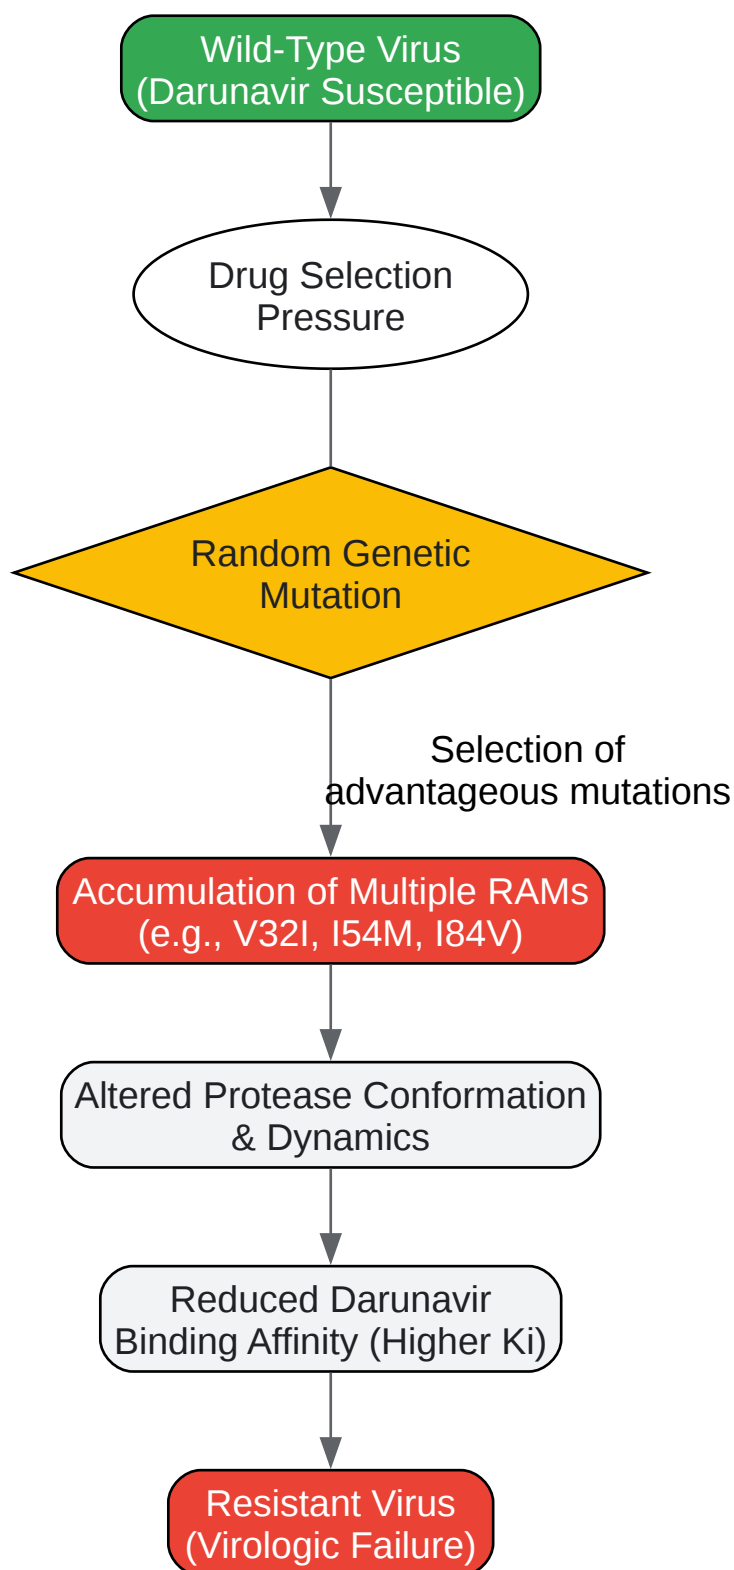 Wild-Type Virus
(Darunavir Susceptible)
Drug Selection
Pressure
Random Genetic
Mutation
Selection of
advantageous mutations
Accumulation of Multiple RAMs
(e.g., V32I, I54M, I84V)
Altered Protease Conformation
& Dynamics
Reduced Darunavir
Binding Affinity (Higher Ki)
Resistant Virus
(Virologic Failure)